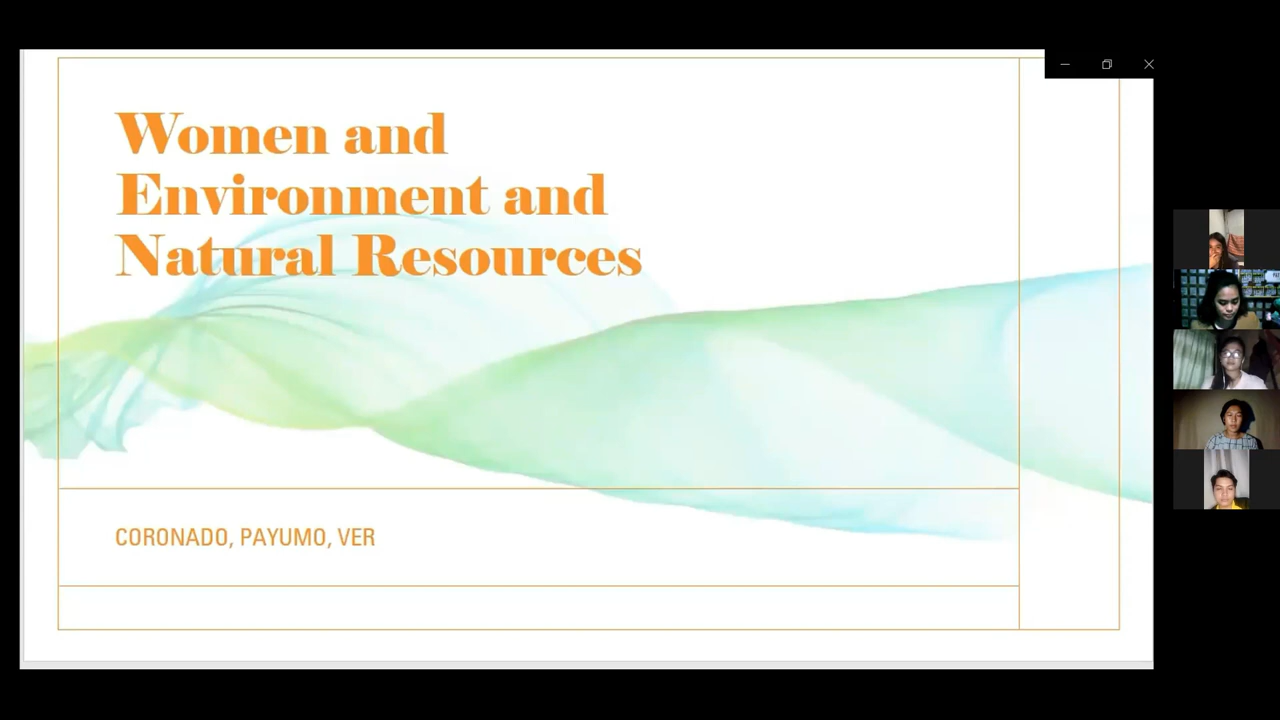 Women and
Environment and
Natural Resources
CORONADO, PAYUMO, VER